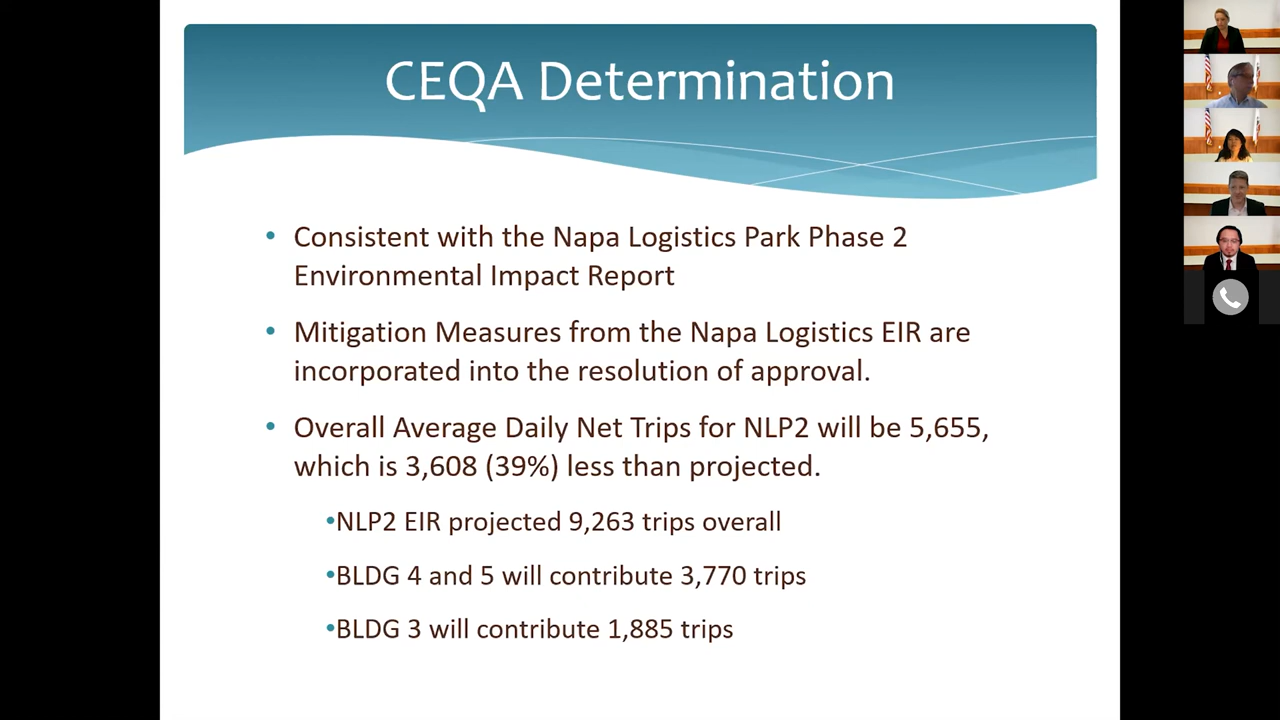 CEQA Determination
• Consistent with the Napa Logistics Park Phase 2
Environmental Impact Report
• Mitigation Measures from the Napa Logistics EIR are
incorporated into the resolution of approval.
• Overall Average Daily Net Trips for NLP2 will be 5,655,
which is 3,608 (39%) less than projected.
•NLP2 EIR projected 9,263 trips overall
•BLDG 4 and 5 will contribute 3,770 trips
•BLDG 3 will contribute 1,885 trips